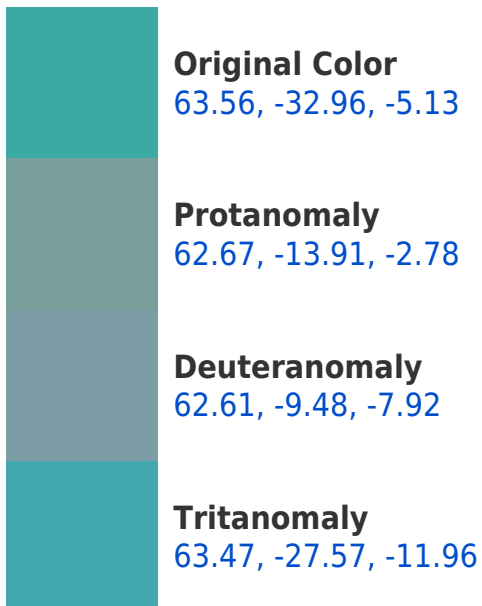 Original Color
63.56, -32.96, -5.13
Protanomaly
62.67, -13.91, -2.78
Deuteranomaly
62.61, -9.48, -7.92
Tritanomaly
63.47, -27.57, -11.96